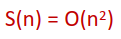 S(n) = O(n²)